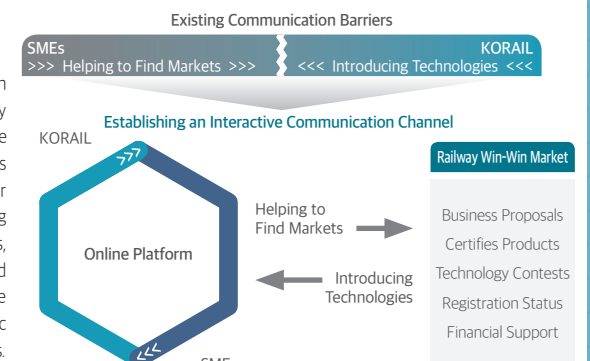 Existing Communication Barriers
SMEs KORAIL
>>> Helping to Find Markets >>> <<< Introducing Technologies <<<
Establishing an Interactive Communication Channel
KORAIL
>>>
Online Platform
<<<
Helping to
Find Markets
Introducing
Technologies
Railway Win-Win Market
Business Proposals
Certifies Products
Technology Contests
Registration Status
Financial Support